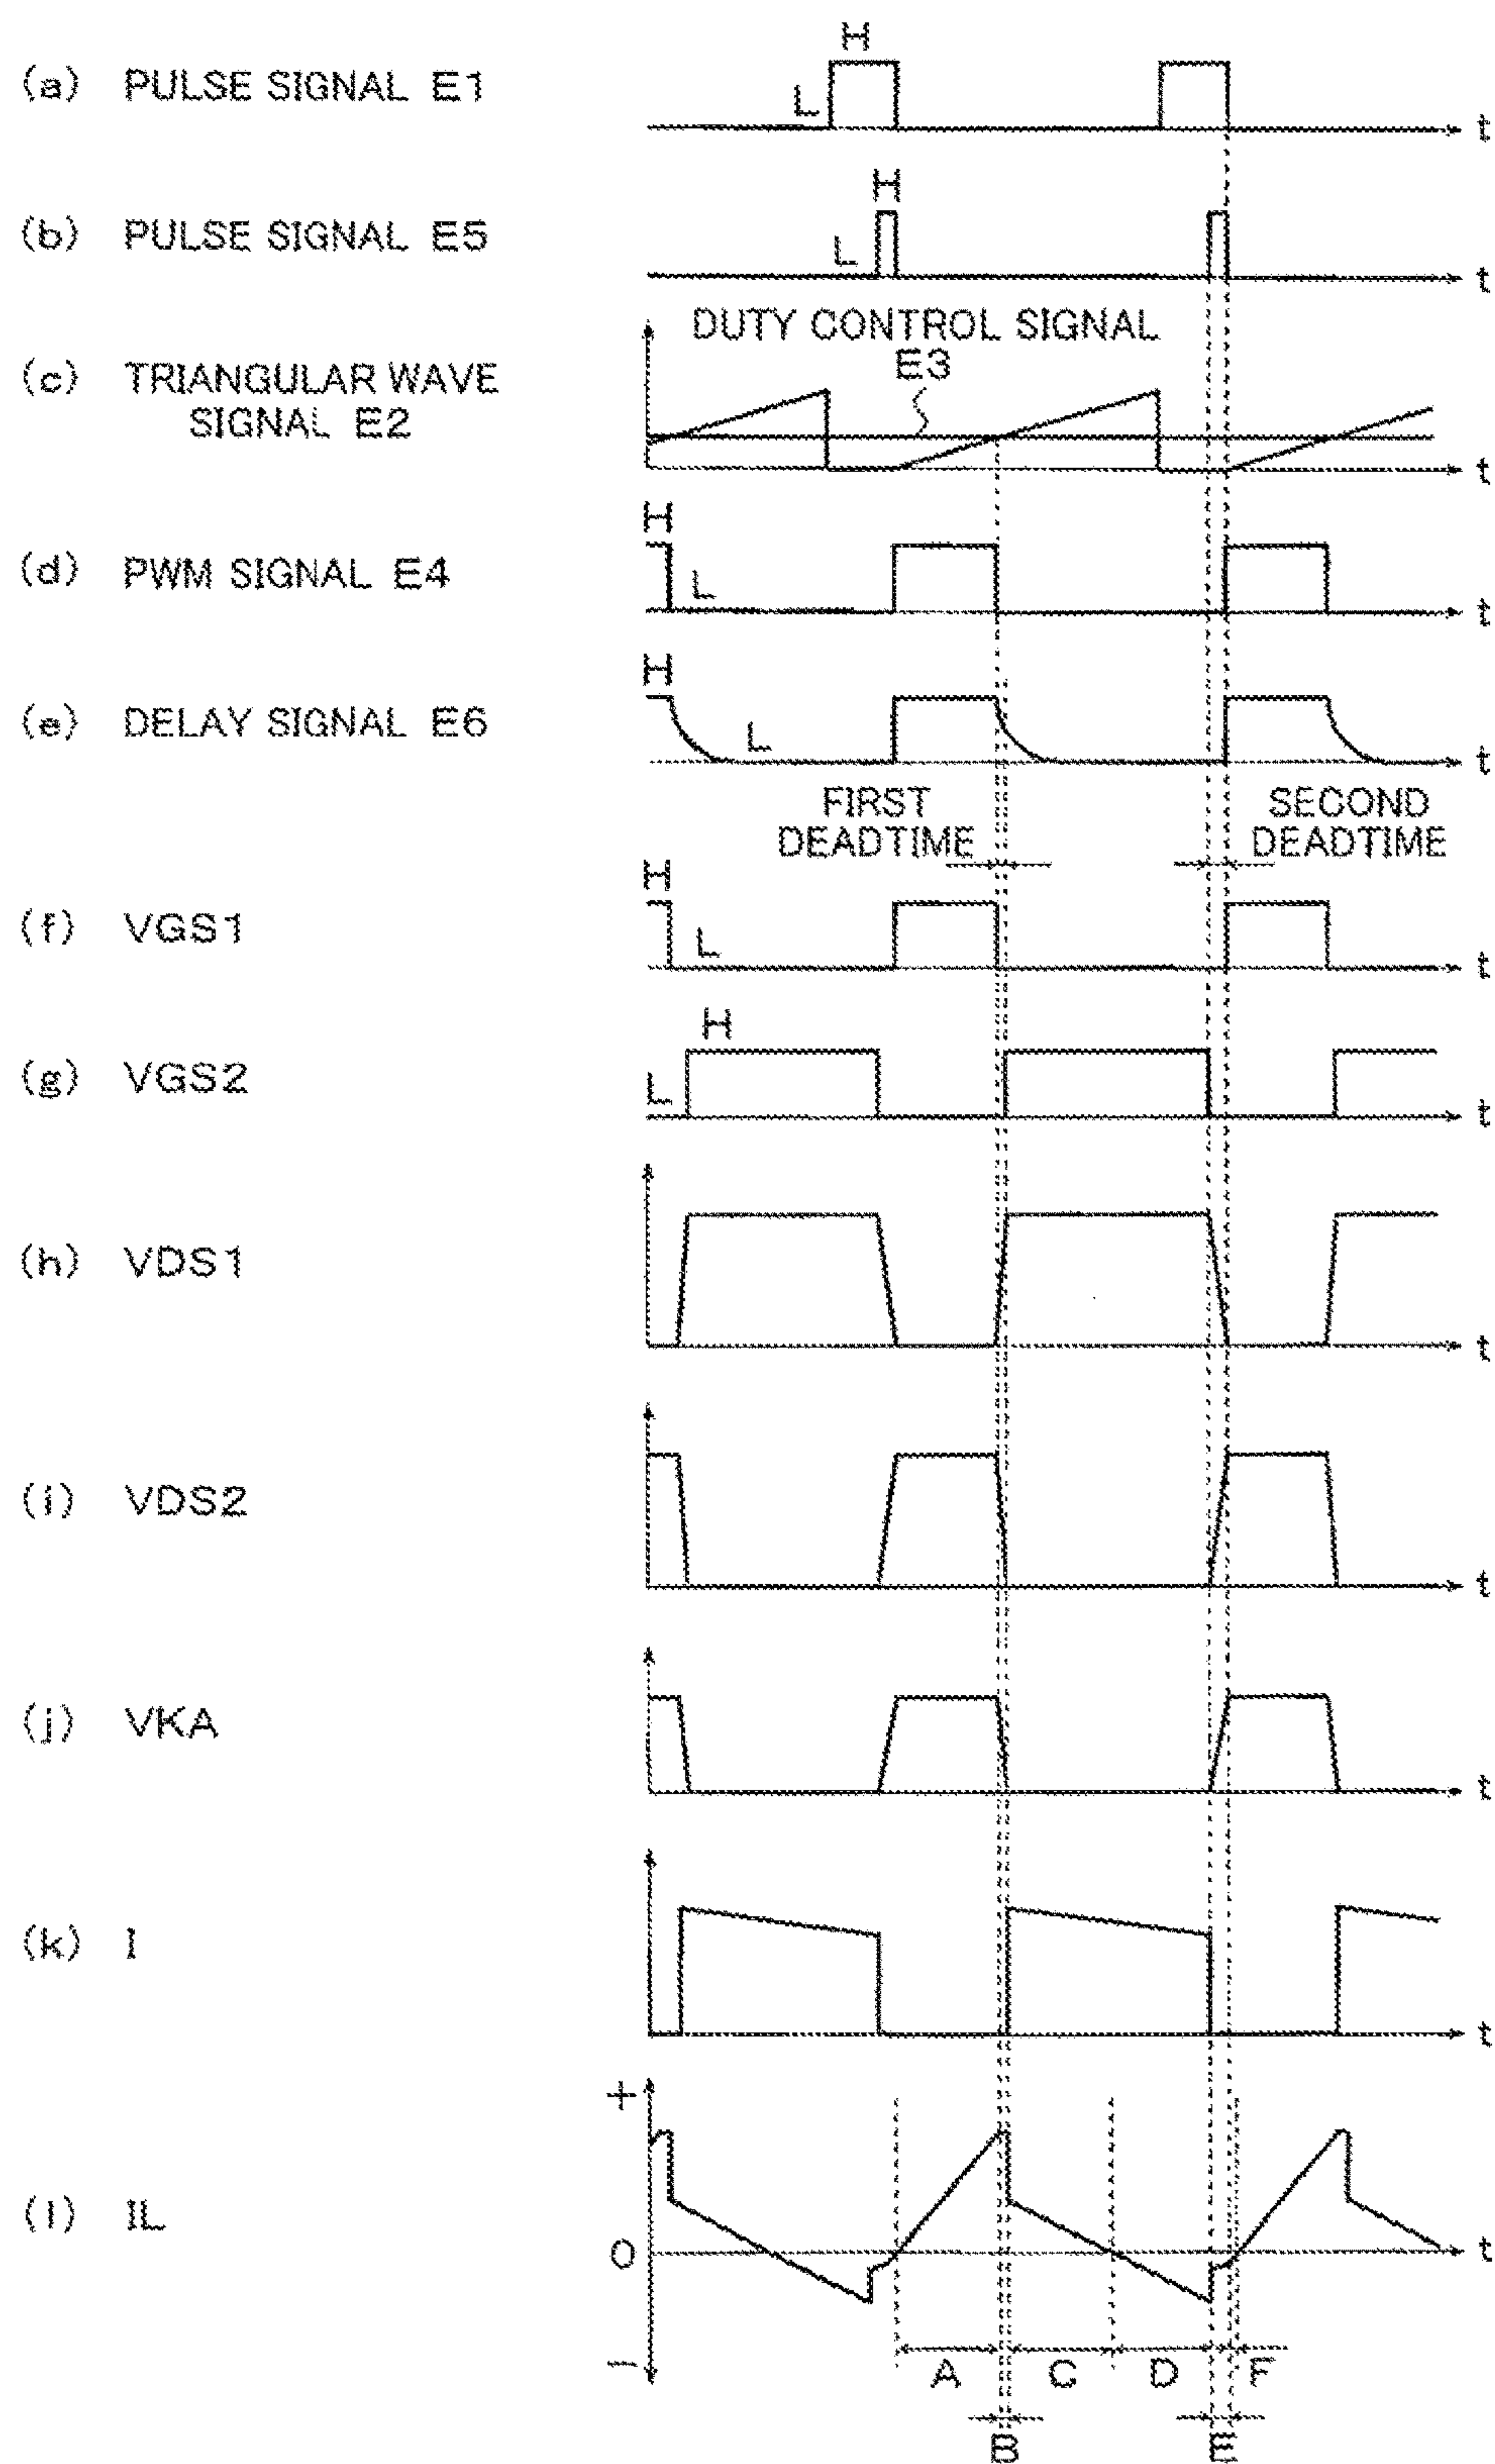 H
(a) PULSE SIGNAL E1
L
t
H
(b) PULSE SIGNAL E5
L
t
DUTY CONTROL SIGNAL
E3
(c) TRIANGULAR WAVE
SIGNAL E2
t
H
(d) PWM SIGNAL E4
L
t
H
(e) DELAY SIGNAL E6
L
t
FIRST
DEADTIME
SECOND
DEADTIME
H
(f) VGS1
L
t
H
(g) VGS2
L
t
(h) VDS1
t
(i) VDS2
t
(j) VKA
t
(k) I
t
+
(l) IL
0
t
−
A
C
D
F
B
E